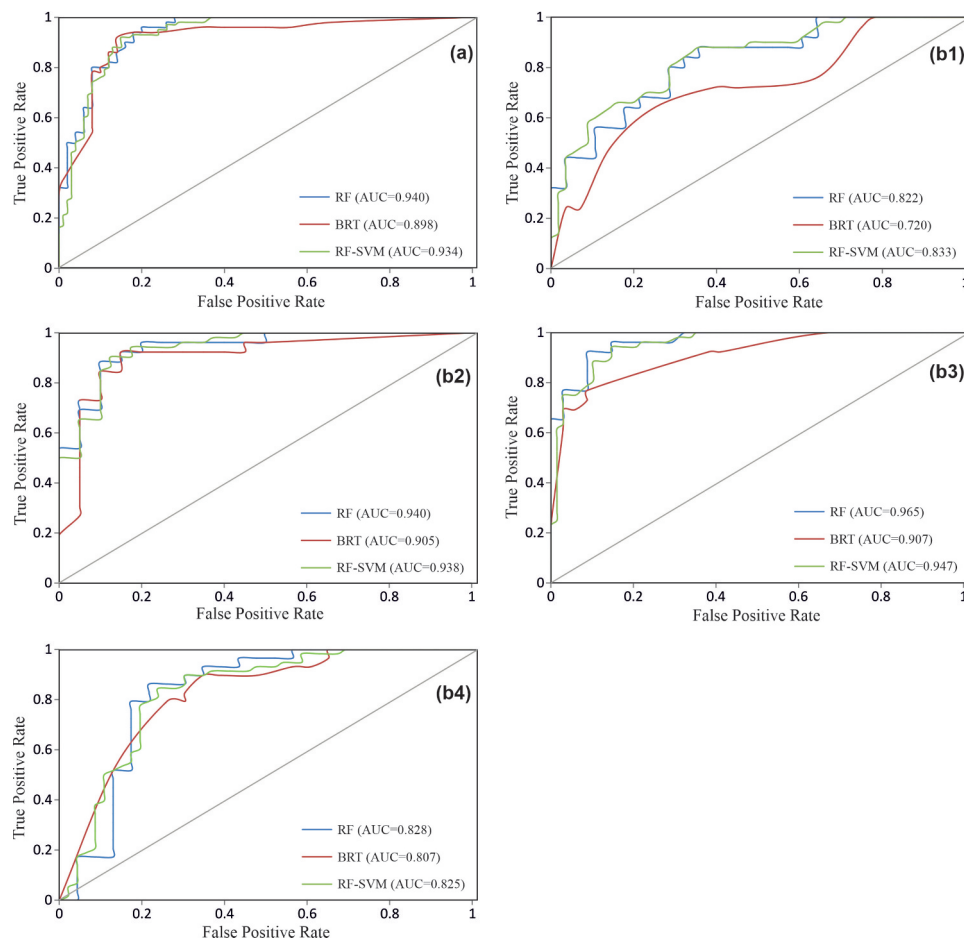 (a)
True Positive Rate
1
0.8
0.6
0.4
0.2
0
RF (AUC=0.940)
BRT (AUC=0.898)
RF-SVM (AUC=0.934)
0 0.2 0.4 0.6 0.8 1
False Positive Rate
(b1)
True Positive Rate
1
0.8
0.6
0.4
0.2
0
RF (AUC=0.822)
BRT (AUC=0.720)
RF-SVM (AUC=0.833)
0 0.2 0.4 0.6 0.8 1
False Positive Rate
(b2)
True Positive Rate
1
0.8
0.6
0.4
0.2
0
RF (AUC=0.940)
BRT (AUC=0.905)
RF-SVM (AUC=0.938)
0 0.2 0.4 0.6 0.8 1
False Positive Rate
(b3)
True Positive Rate
1
0.8
0.6
0.4
0.2
0
RF (AUC=0.965)
BRT (AUC=0.907)
RF-SVM (AUC=0.947)
0 0.2 0.4 0.6 0.8 1
False Positive Rate
(b4)
True Positive Rate
1
0.8
0.6
0.4
0.2
0
RF (AUC=0.828)
BRT (AUC=0.807)
RF-SVM (AUC=0.825)
0 0.2 0.4 0.6 0.8 1
False Positive Rate